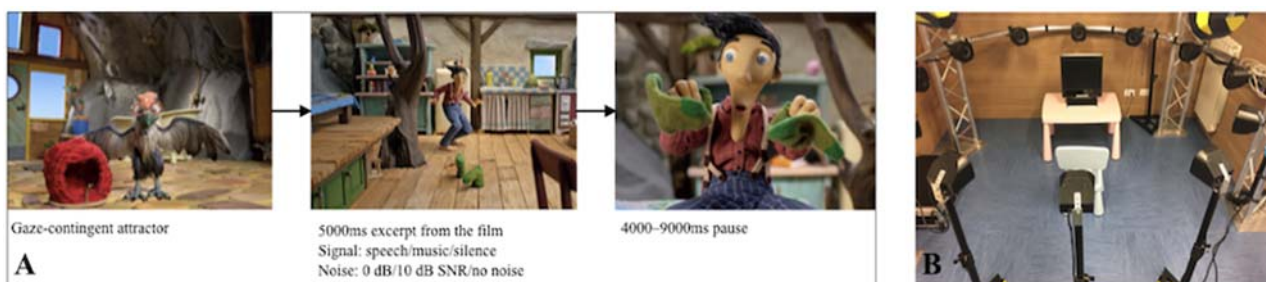 Gaze-contingent attractor
5000ms excerpt from the film
Signal: speech/music/silence
Noise: 0 dB/10 dB SNR/no noise
4000–9000ms pause
A
B